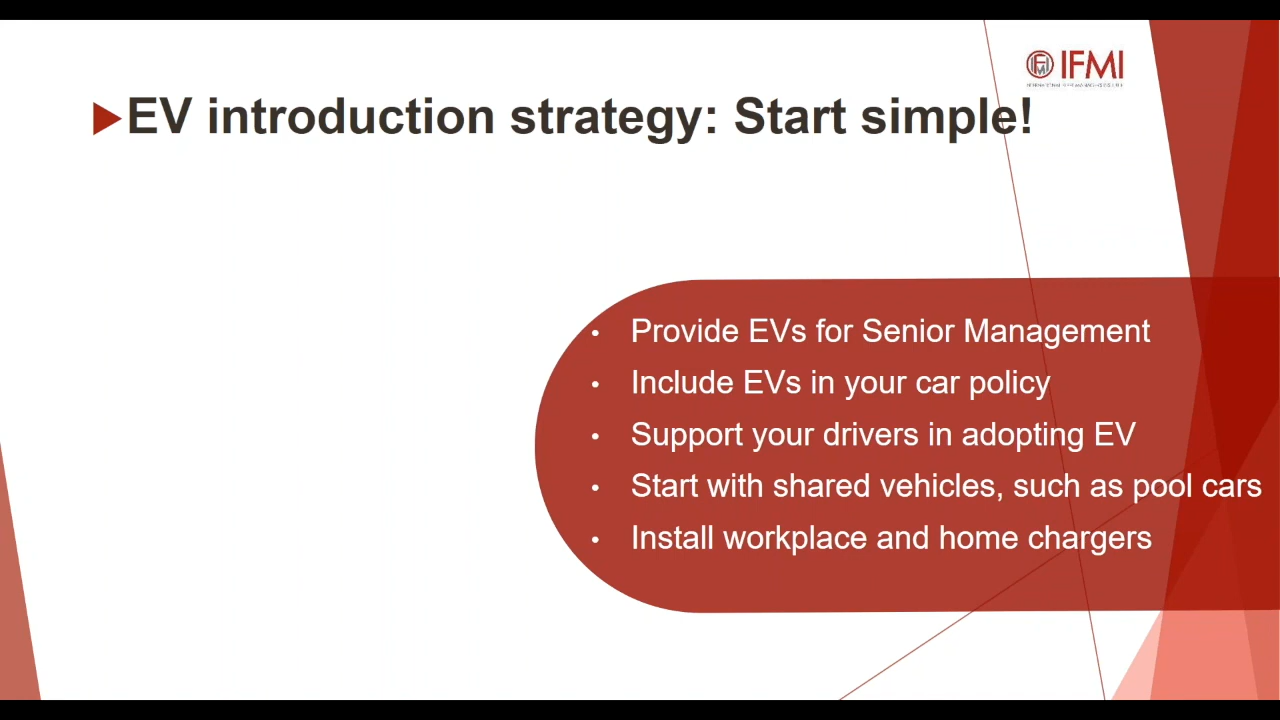 IFMI
EV introduction strategy: Start simple!
• Provide EVs for Senior Management
• Include EVs in your car policy
• Support your drivers in adopting EV
• Start with shared vehicles, such as pool cars
• Install workplace and home chargers